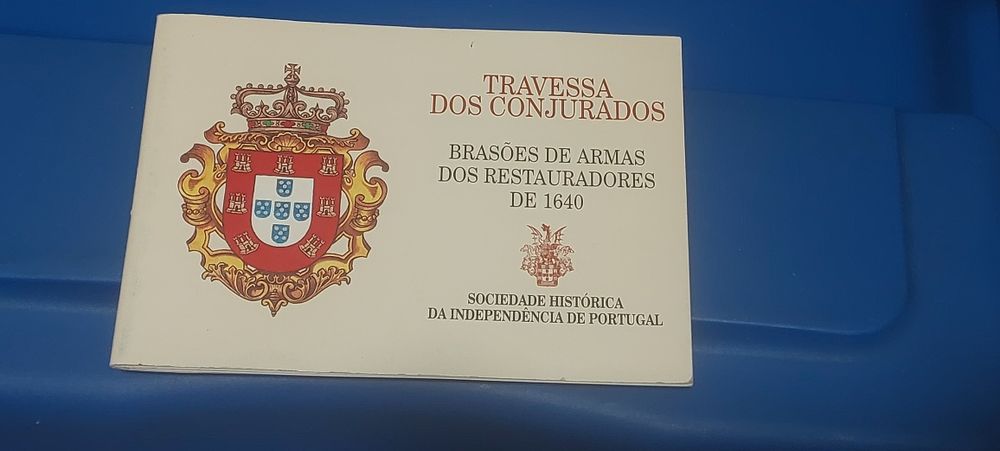 TRAVESSA
DOS CONJURADOS
BRASÕES DE ARMAS
DOS RESTAURADORES
DE 1640
SOCIEDADE HISTÓRICA
DA INDEPENDÊNCIA DE PORTUGAL